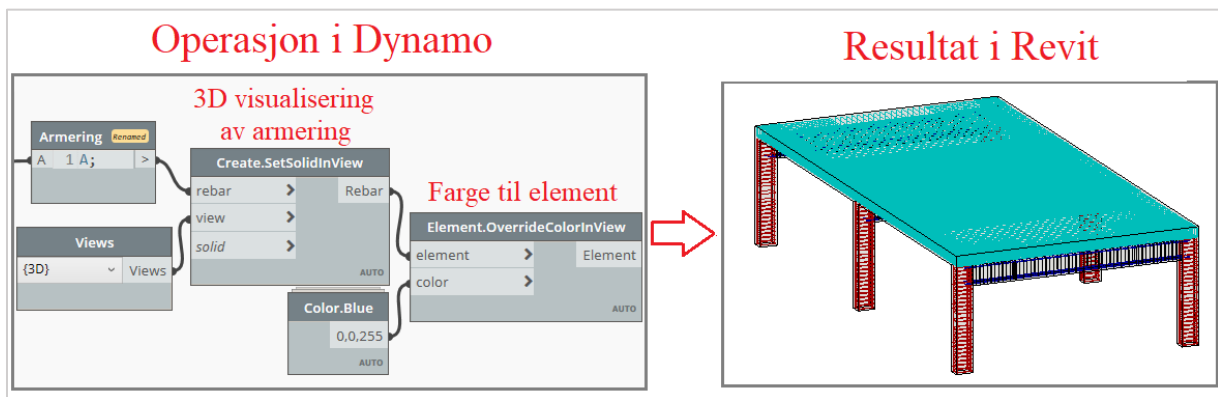 Operasjon i Dynamo
Resultat i Revit
3D visualisering
av armering
Armering Renamed
A 1 A; >
Create.SetSolidInView
rebar > Rebar
view >
solid >
AUTO
Views
{3D} Views
Farge til element
Element.OverrideColorInView
element > Element
color >
AUTO
Color.Blue
0,0,255
AUTO